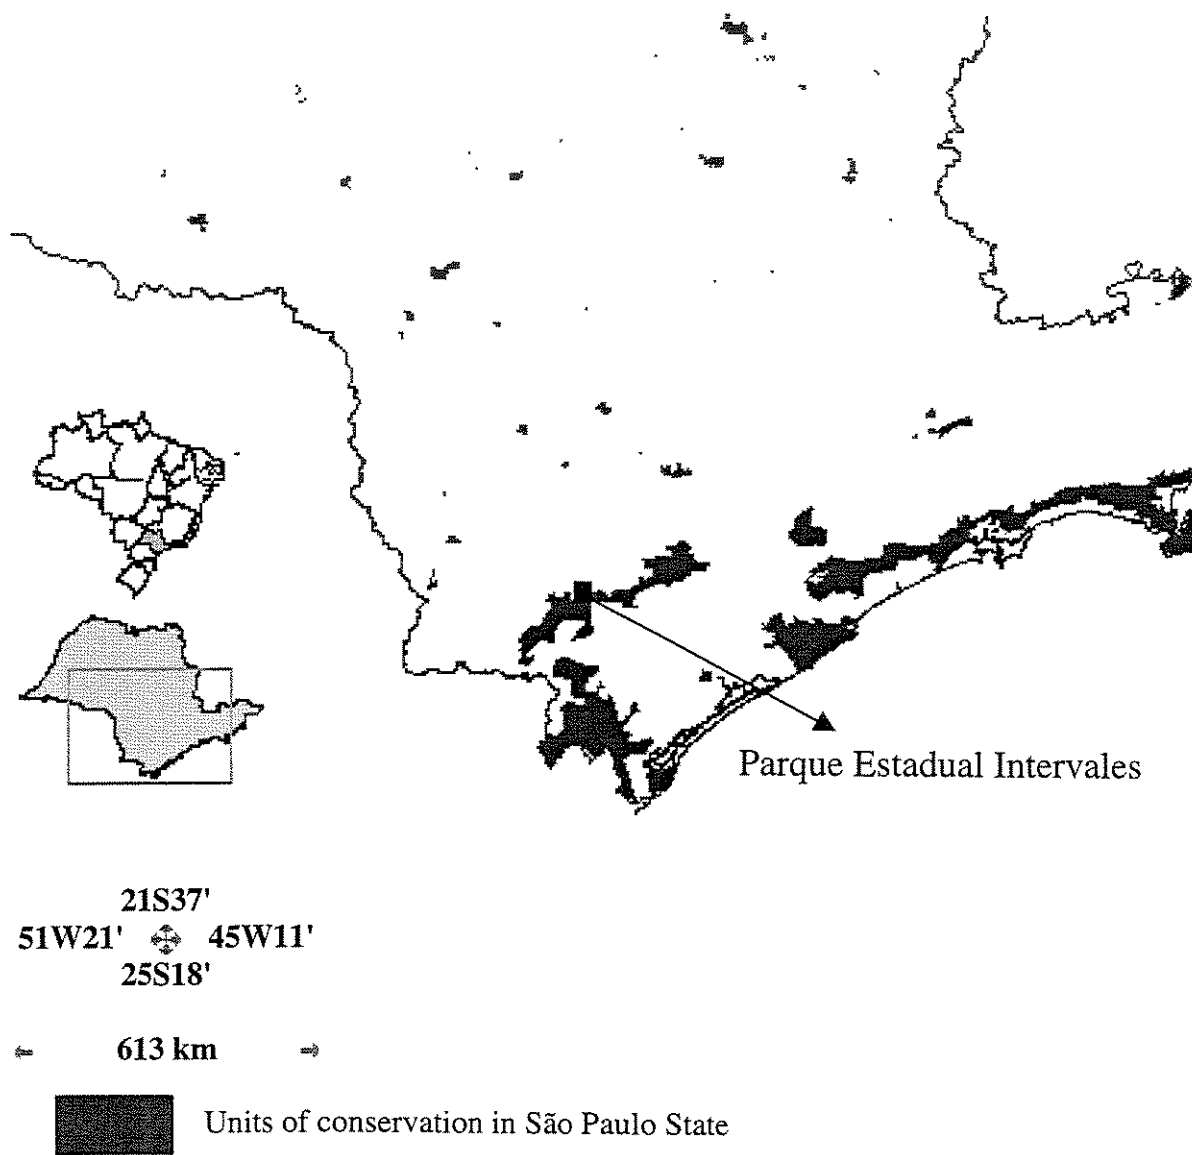 Parque Estadual Intervales
21S37'
51W21' 45W11'
25S18'
613 km
Units of conservation in São Paulo State